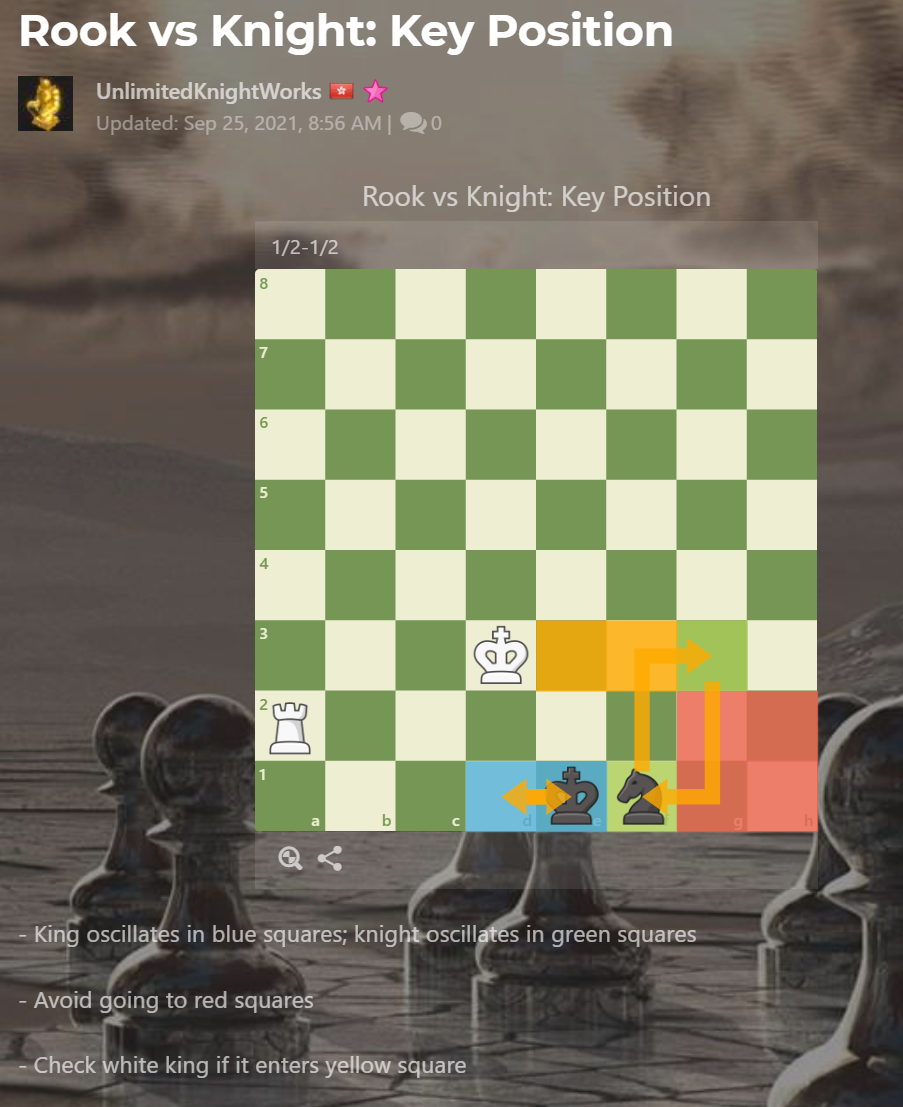 Rook vs Knight: Key Position
UnlimitedKnightWorks
Updated: Sep 25, 2021, 8:56 AM | 0
Rook vs Knight: Key Position
1/2-1/2
8
7
6
5
4
3
2
1
a b c d e g h
- King oscillates in blue squares; knight oscillates in green squares
- Avoid going to red squares
- Check white king if it enters yellow square